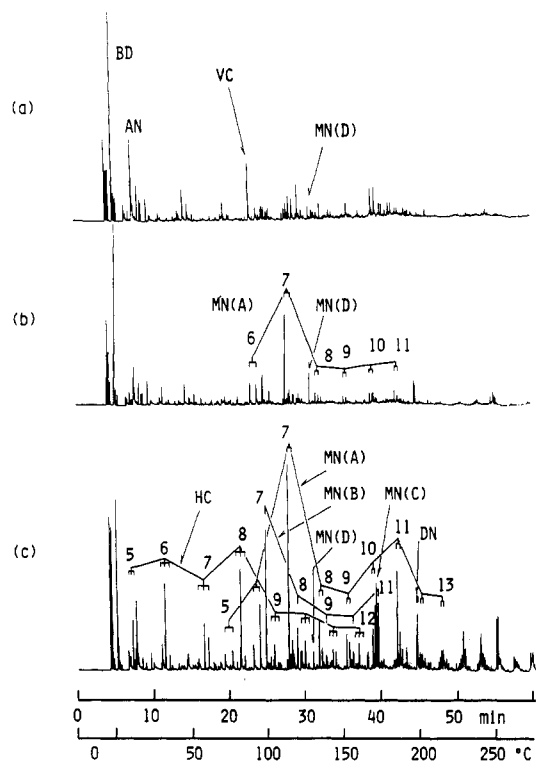 (a)
BD
AN
VC
MN(D)
(b)
MN(A)
6
7
MN(D)
8
9
10
11
(c)
HC
5
6
7
8
9
12
5
7
7
MN(A)
MN(B)
MN(D)
MN(C)
8
9
8
9
10
11
11
DN
13
0 10 20 30 40 50 min
0 50 100 150 200 250 °C